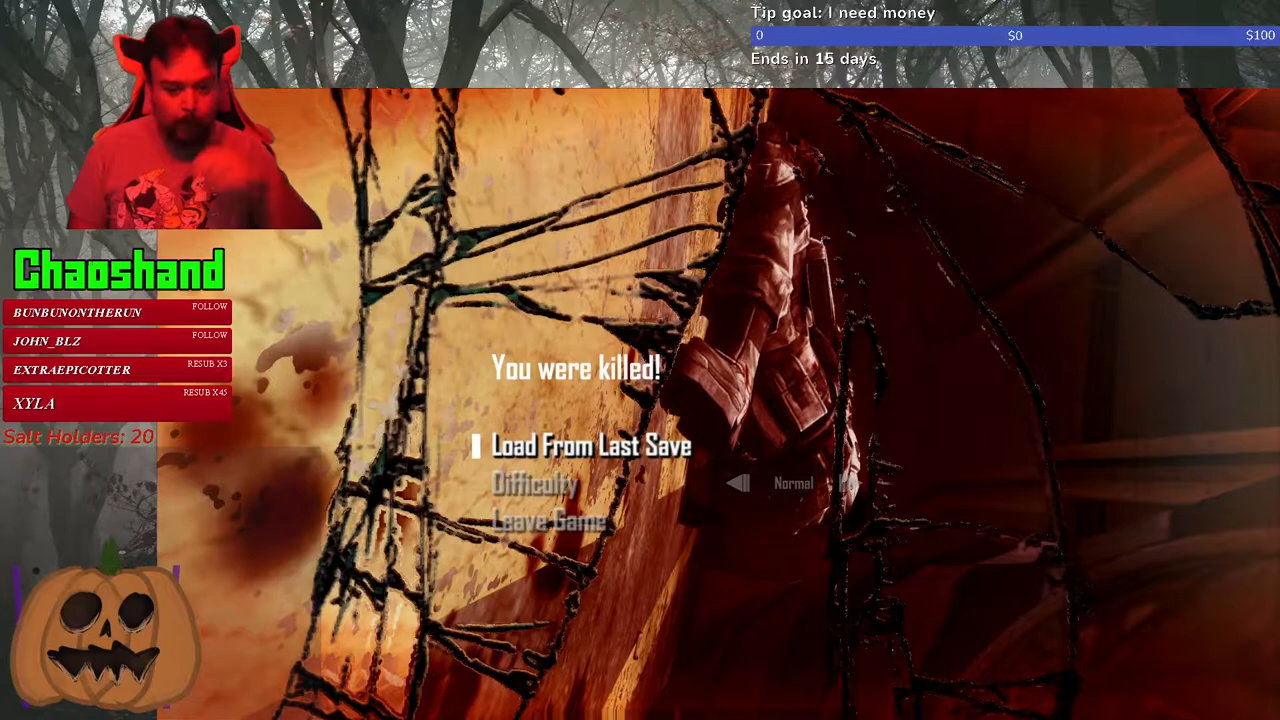 Tip goal: I need money
0 $0 $100
Ends in 15 days
Chaoshand
BUNBUNONTHERUN FOLLOW
JOHN_BLZ FOLLOW
EXTRAEPICOTTER RESUB X3
XYLA RESUB X45
Salt Holders: 20
You were killed!
Load From Last Save
Difficulty Normal
Leave Game